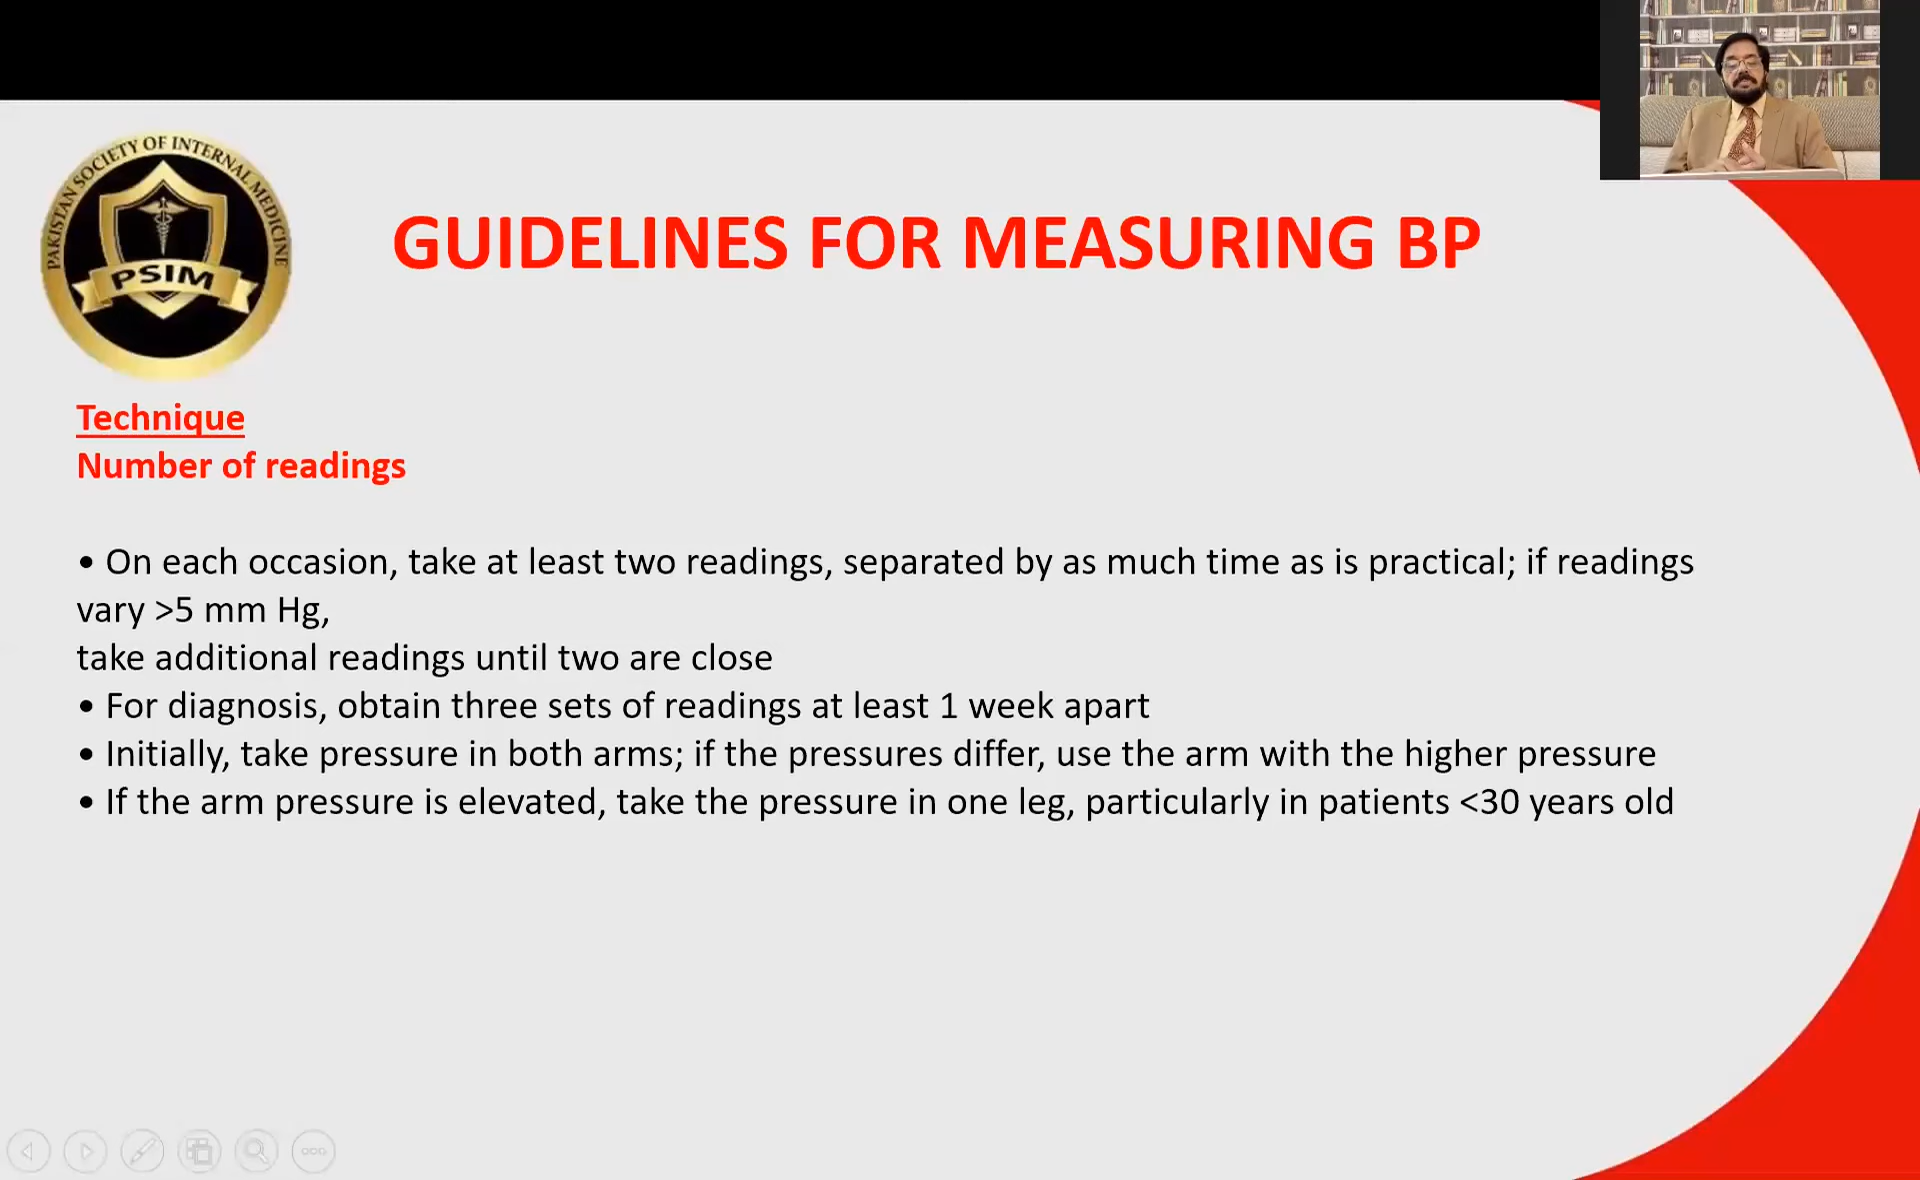 PAKISTAN SOCIETY OF INTERNAL MEDICINE
PSIM
GUIDELINES FOR MEASURING BP
Technique
Number of readings
• On each occasion, take at least two readings, separated by as much time as is practical; if readings
vary >5 mm Hg,
take additional readings until two are close
• For diagnosis, obtain three sets of readings at least 1 week apart
• Initially, take pressure in both arms; if the pressures differ, use the arm with the higher pressure
• If the arm pressure is elevated, take the pressure in one leg, particularly in patients <30 years old